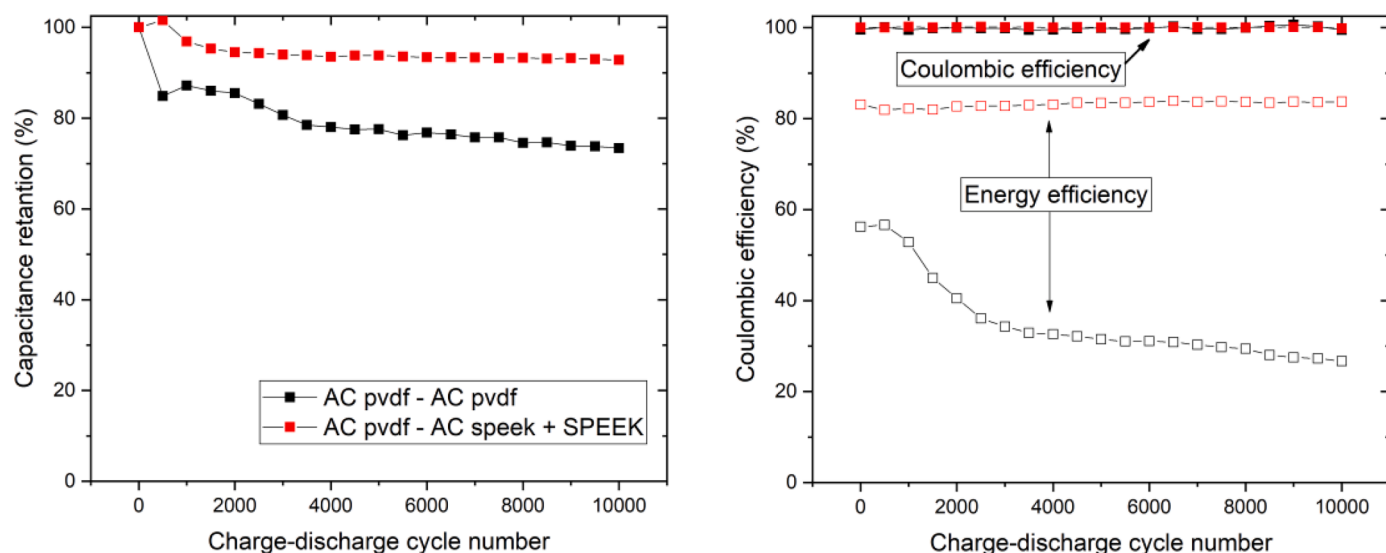 100
80
60
40
20
0
Capacitance retantion (%)
AC pvdf - AC pvdf
AC pvdf - AC speek + SPEEK
0 2000 4000 6000 8000 10000
Charge-discharge cycle number
100
80
60
40
20
0
Coulombic efficiency (%)
Coulombic efficiency
Energy efficiency
0 2000 4000 6000 8000 10000
Charge-discharge cycle number